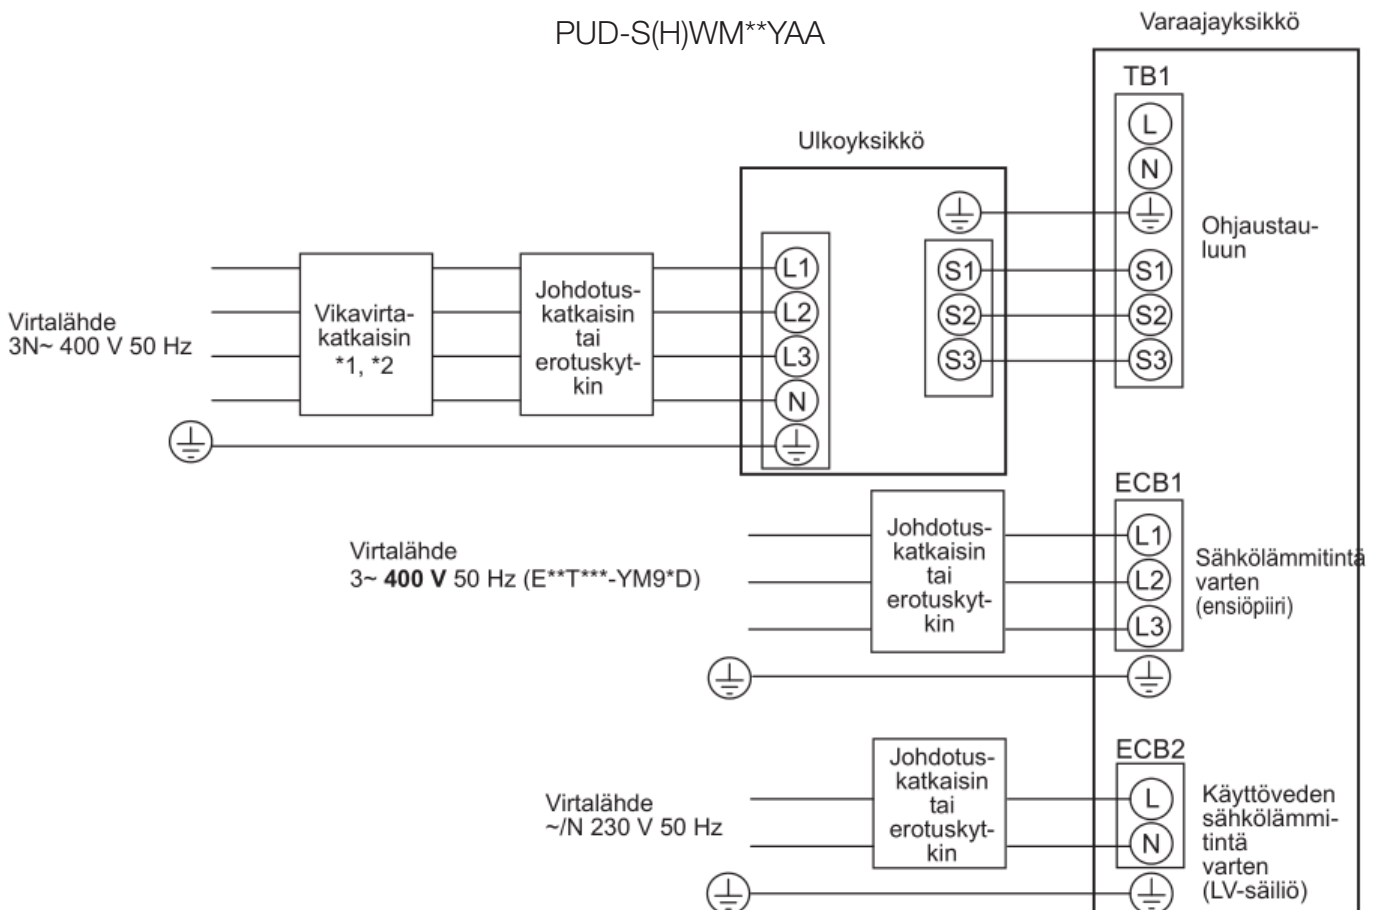 PUD-S(H)WM**YAA
Varaajayksikkö
TB1
L
N
Ohjaustau-
luun
S1
S2
S3
Ulkoyksikkö
S1
S2
S3
L1
L2
L3
N
Virtalähde
3N~ 400 V 50 Hz
Vikavirta-
katkaisin
*1, *2
Johdotus-
katkaisin
tai
erotuskyt-
kin
Virtalähde
3~ 400 V 50 Hz (E**T***-YM9*D)
Johdotus-
katkaisin
tai
erotuskyt-
kin
ECB1
L1
L2
L3
Sähkölämmitintä
varten
(ensiöpiiri)
Virtalähde
~/N 230 V 50 Hz
Johdotus-
katkaisin
tai
erotuskyt-
kin
ECB2
L
N
Käyttöveden
sähkölämmi-
tintä
varten
(LV-säiliö)